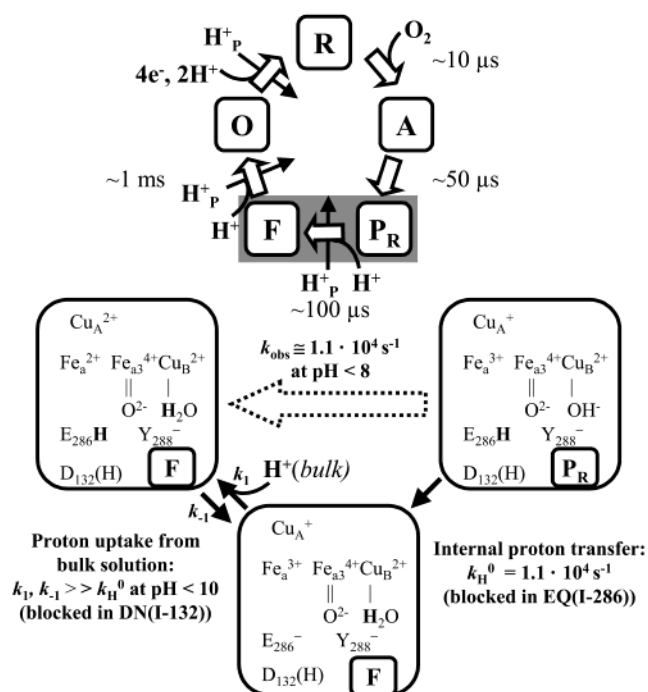 R
H⁺P
O₂
4e⁻, 2H⁺
~10 μs
O
A
~1 ms
~50 μs
H⁺P
H⁺
F
PR
H⁺P H⁺
~100 μs
CuA²⁺
Feₐ²⁺ Feₐ₃⁴⁺CuB²⁺
|| |
O²⁻ H₂O
E₂₈₆H Y₂₈₈⁻
D₁₃₂(H) F
kobs ≅ 1.1 · 10⁴ s⁻¹
at pH < 8
CuA⁺
Feₐ³⁺ Feₐ₃⁴⁺CuB²⁺
|| |
O²⁻ OH⁻
E₂₈₆H Y₂₈₈⁻
D₁₃₂(H) PR
k₁ H⁺(bulk)
k₋₁
Proton uptake from
bulk solution:
k₁, k₋₁ >> kH⁰ at pH < 10
(blocked in DN(I-132))
CuA⁺
Feₐ³⁺ Feₐ₃⁴⁺CuB²⁺
|| |
O²⁻ H₂O
E₂₈₆⁻ Y₂₈₈⁻
D₁₃₂(H) F
Internal proton transfer:
kH⁰ = 1.1 · 10⁴ s⁻¹
(blocked in EQ(I-286))